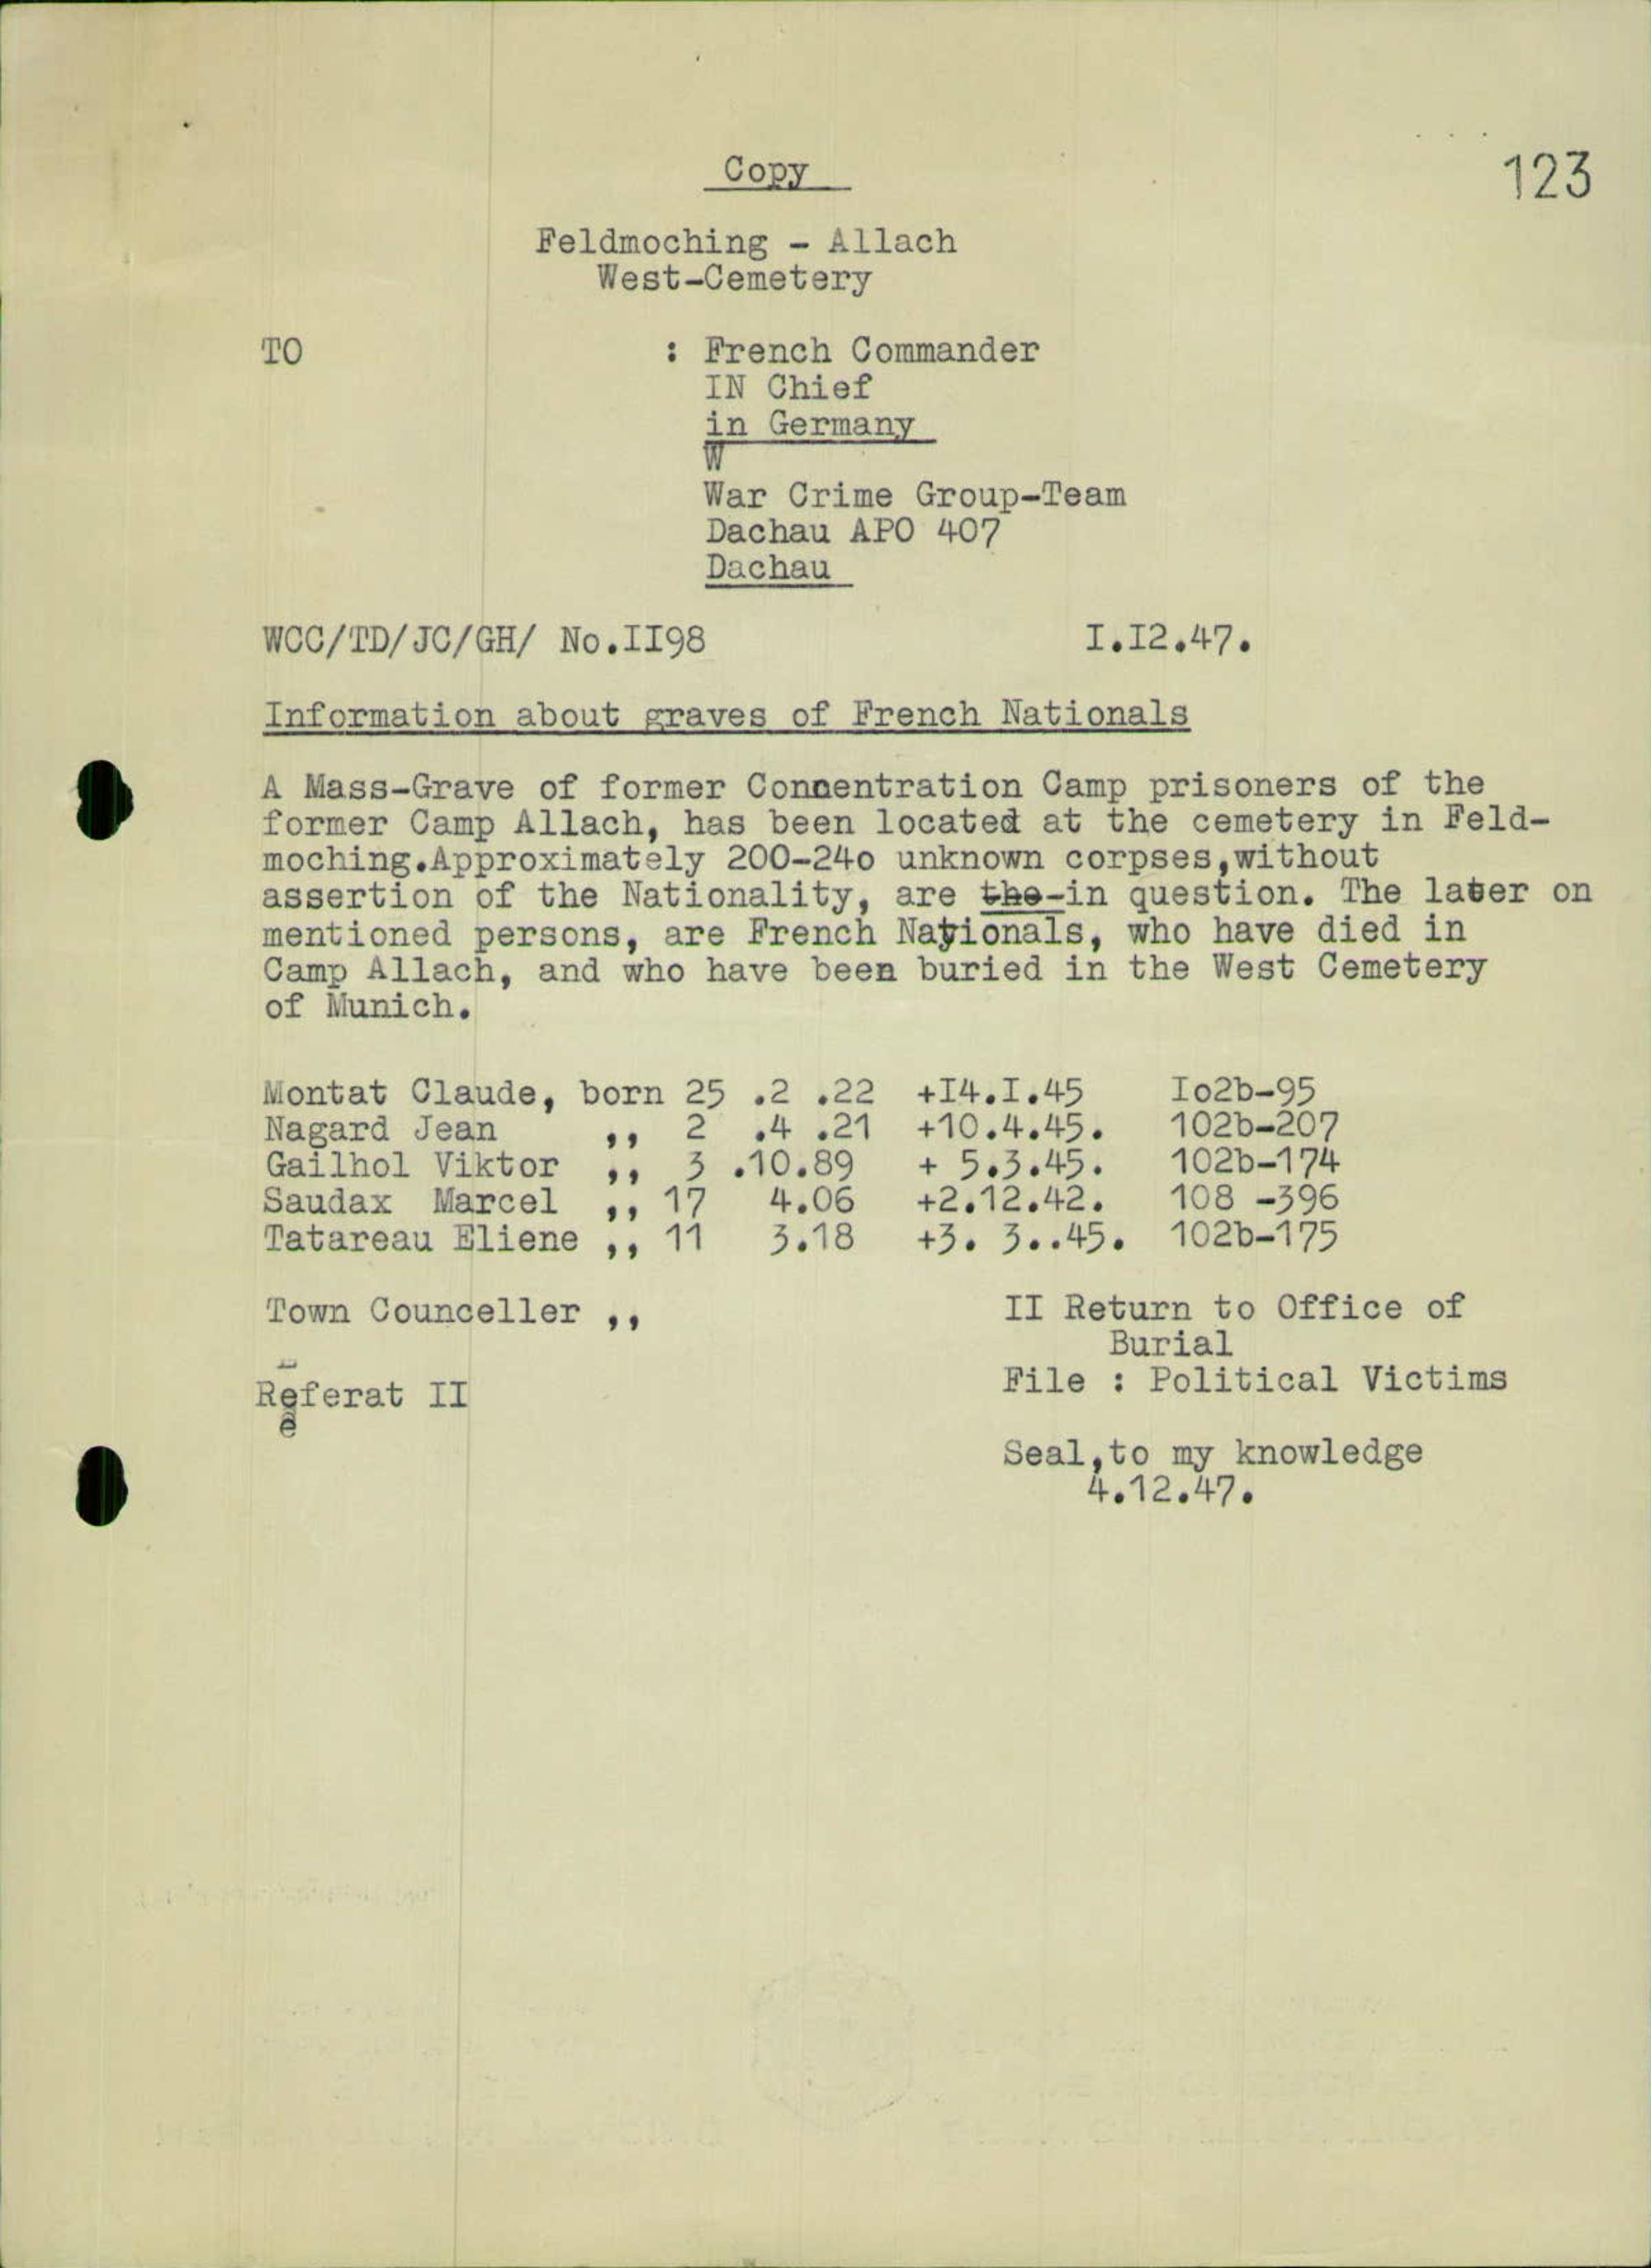 Copy
123
Feldmoching - Allach
West-Cemetery
TO : French Commander
IN Chief
in Germany
W
War Crime Group-Team
Dachau APO 407
Dachau
WCC/TD/JC/GH/ No.II98 I.I2.47.
Information about graves of French Nationals
A Mass-Grave of former Concentration Camp prisoners of the
former Camp Allach, has been located at the cemetery in Feld-
moching.Approximately 200-24o unknown corpses,without
assertion of the Nationality, are the-in question. The later on
mentioned persons, are French Nationals, who have died in
Camp Allach, and who have been buried in the West Cemetery
of Munich.
Montat Claude, born 25 .2 .22 +I4.I.45 Io2b-95
Nagard Jean ,, 2 .4 .21 +10.4.45. 102b-207
Gailhol Viktor ,, 3 .10.89 + 5.3.45. 102b-174
Saudax Marcel ,, 17 4.06 +2.12.42. 108 -396
Tatareau Eliene ,, 11 3.18 +3. 3..45. 102b-175
Town Counceller ,, II Return to Office of
Burial
File : Political Victims
Referat II
Seal,to my knowledge
4.12.47.